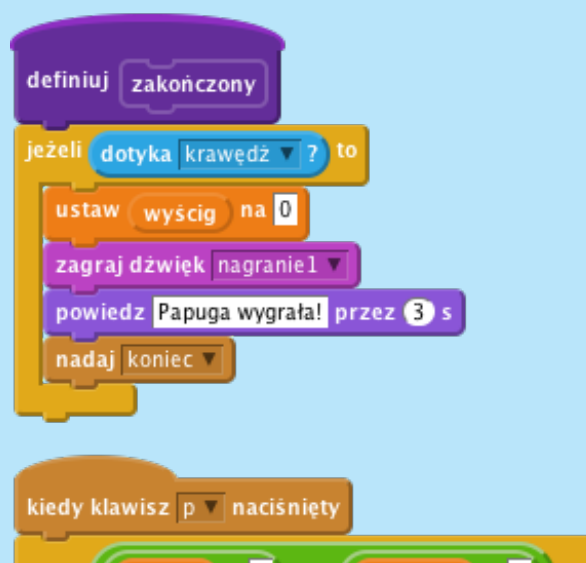 definiuj zakończony
jeżeli dotyka krawędź ? to
ustaw wyścig na 0
zagraj dźwięk nagranie1
powiedz Papuga wygrała! przez 3 s
nadaj koniec
kiedy klawisz p naciśnięty